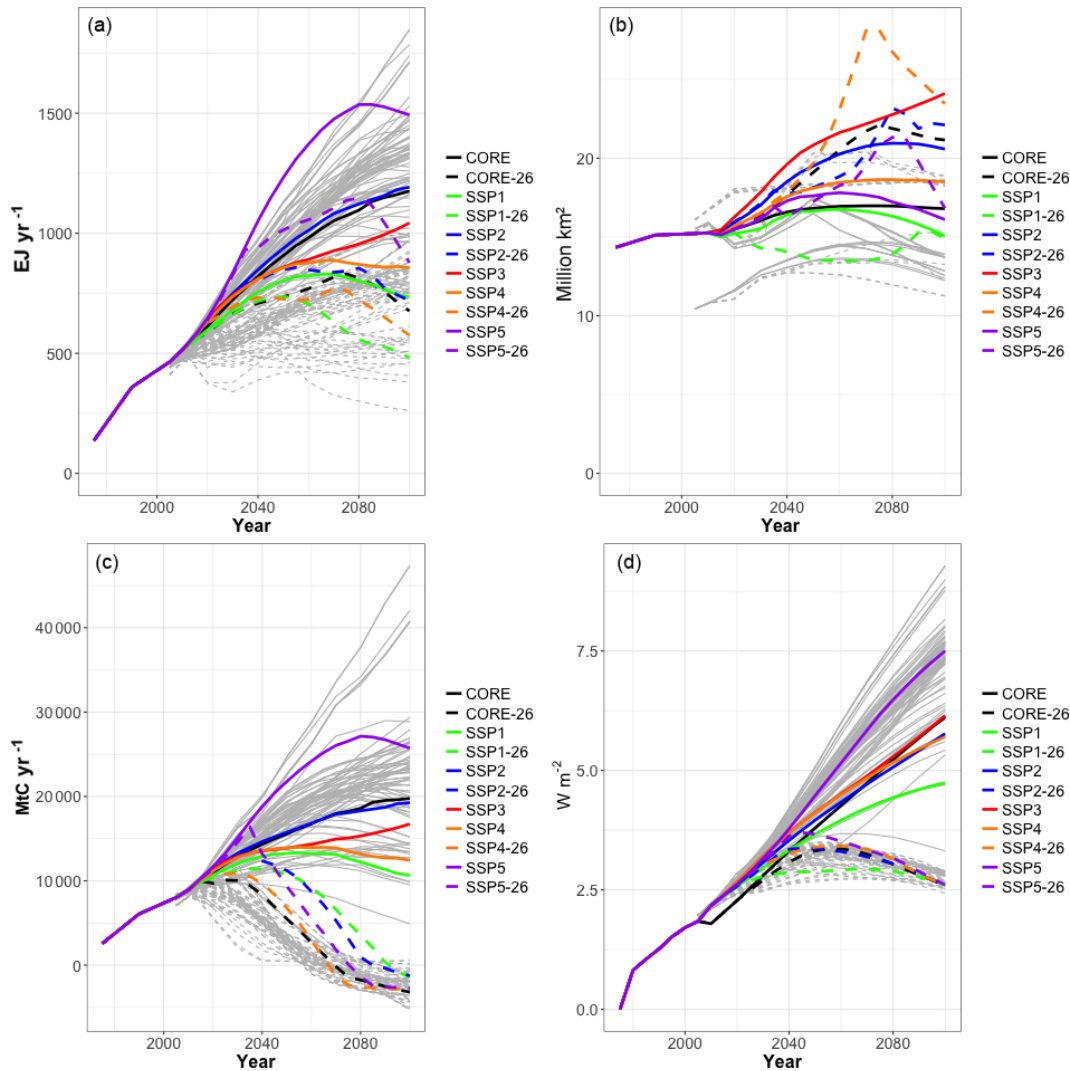 (a)
EJ yr⁻¹
1500
1000
500
0
2000 2040 2080
Year
CORE
CORE-26
SSP1
SSP1-26
SSP2
SSP2-26
SSP3
SSP4
SSP4-26
SSP5
SSP5-26
(b)
Million km²
20
10
0
2000 2040 2080
Year
CORE
CORE-26
SSP1
SSP1-26
SSP2
SSP2-26
SSP3
SSP4
SSP4-26
SSP5
SSP5-26
(c)
MtC yr⁻¹
40 000
30 000
20 000
10 000
0
2000 2040 2080
Year
CORE
CORE-26
SSP1
SSP1-26
SSP2
SSP2-26
SSP3
SSP4
SSP4-26
SSP5
SSP5-26
(d)
W m⁻²
7.5
5.0
2.5
0.0
2000 2040 2080
Year
CORE
CORE-26
SSP1
SSP1-26
SSP2
SSP2-26
SSP3
SSP4
SSP4-26
SSP5
SSP5-26